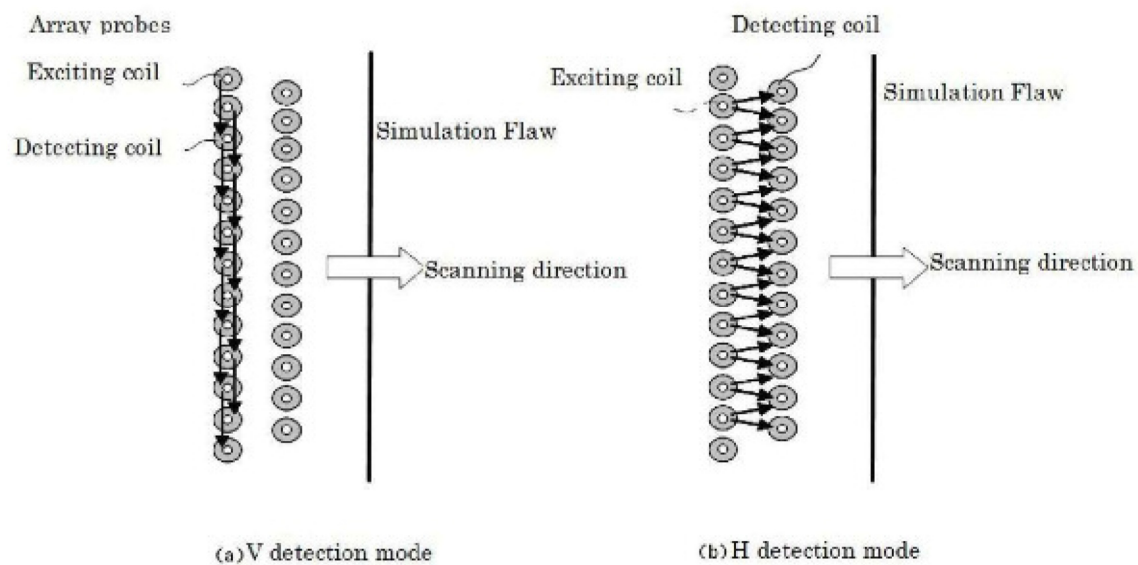 Array probes
Exciting coil
Detecting coil
Simulation Flaw
Scanning direction
(a)V detection mode
Detecting coil
Exciting coil
Simulation Flaw
Scanning direction
(b)H detection mode